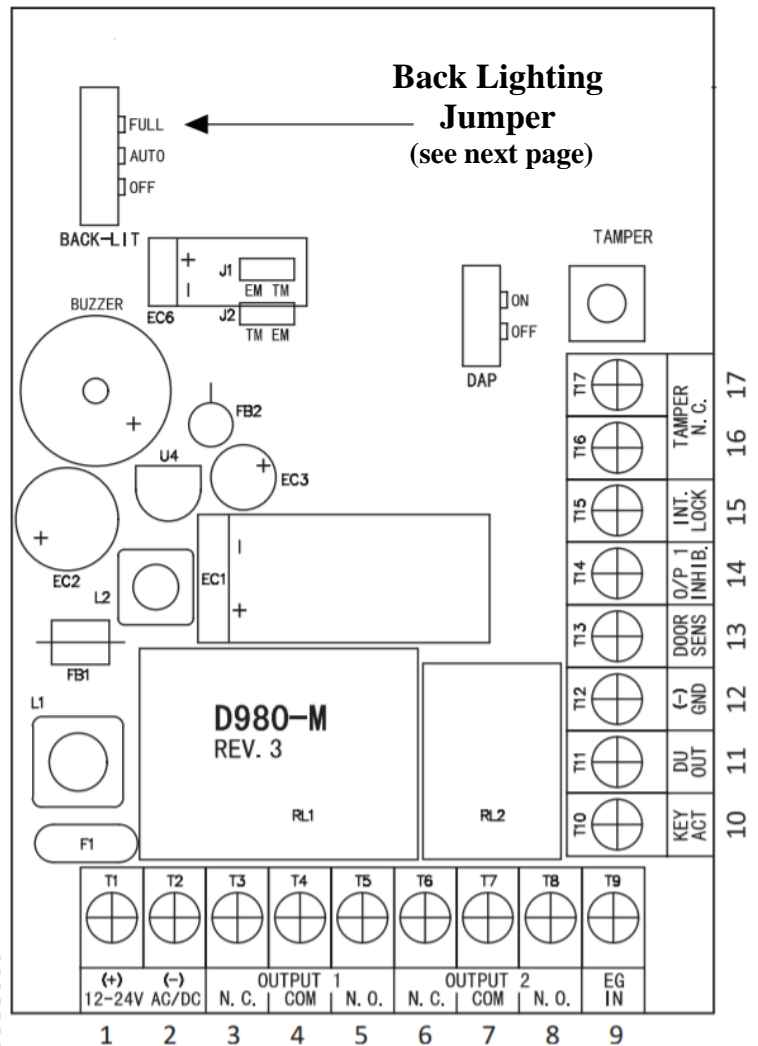 Back Lighting
Jumper
(see next page)
FULL
AUTO
OFF
BACK-LIT
TAMPER
+
-
J1
EM TM
EC6
J2
TM EM
ON
OFF
DAP
BUZZER
+
FB2
U4
+
EC3
+
EC2
L2
EC1
-
+
FB1
L1
D980-M
REV. 3
RL1
RL2
F1
T17
T16
TAMPER
N.C.
17
16
T15
INT.
LOCK
15
T14
O/P 1
INHIB.
14
T13
DOOR
SENS
13
T12
(-)
GND
12
T11
DU
OUT
11
T10
KEY
ACT
10
T1 T2 T3 T4 T5 T6 T7 T8 T9
(+) (-) OUTPUT 1 OUTPUT 2 EG
12-24V AC/DC N.C. COM N.O. N.C. COM N.O. IN
1 2 3 4 5 6 7 8 9